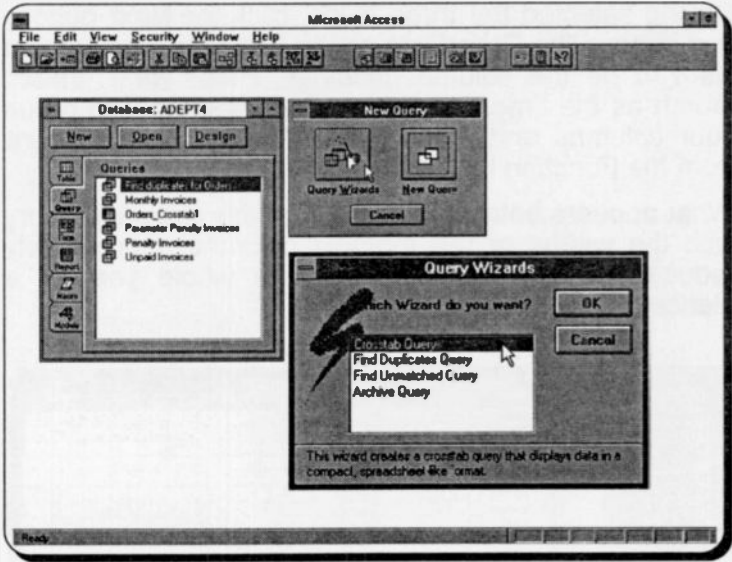 Microsoft Access
File Edit View Security Window Help
Database: ADEPT4
New Open Design
Queries
Table
Query
Form
Report
Macro
Module
Find duplicates for Orders
Monthly Invoices
Orders_Crosstab1
Parameter Penalty Invoices
Penalty Invoices
Unpaid Invoices
New Query
Query Wizards New Query
Cancel
Query Wizards
Which Wizard do you want?
OK
Cancel
Crosstab Query
Find Duplicates Query
Find Unmatched Query
Archive Query
This wizard creates a crosstab query that displays data in a
compact, spreadsheet-like format.
Ready